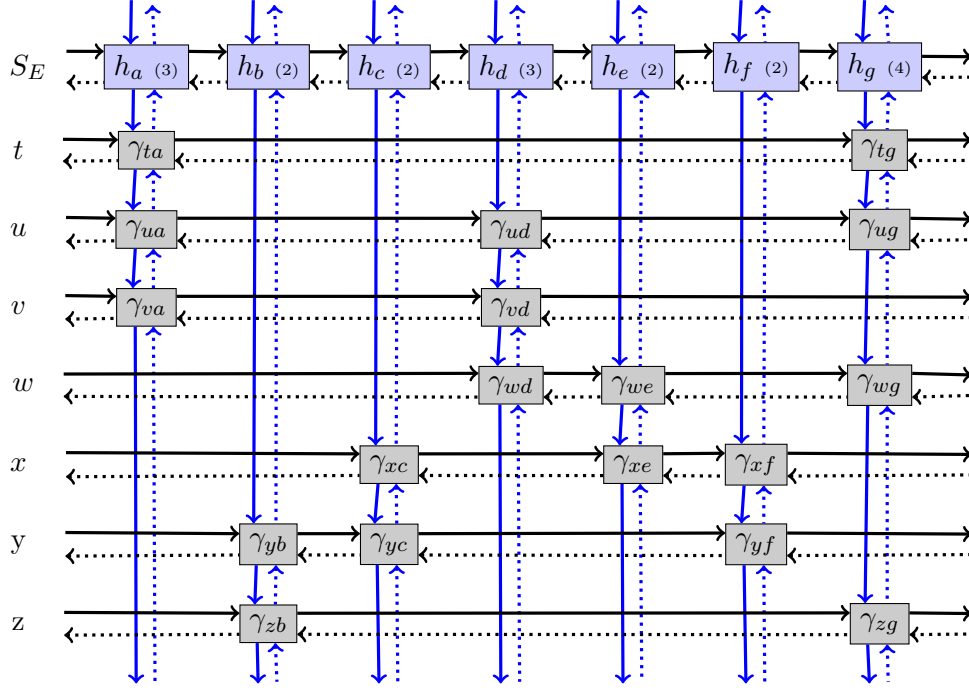 S_E h_a (3) h_b (2) h_c (2) h_d (3) h_e (2) h_f (2) h_g (4)
t γ_ta γ_tg
u γ_ua γ_ud γ_ug
v γ_va γ_vd
w γ_wd γ_we γ_wg
x γ_xc γ_xe γ_xf
y γ_yb γ_yc γ_yf
z γ_zb γ_zg